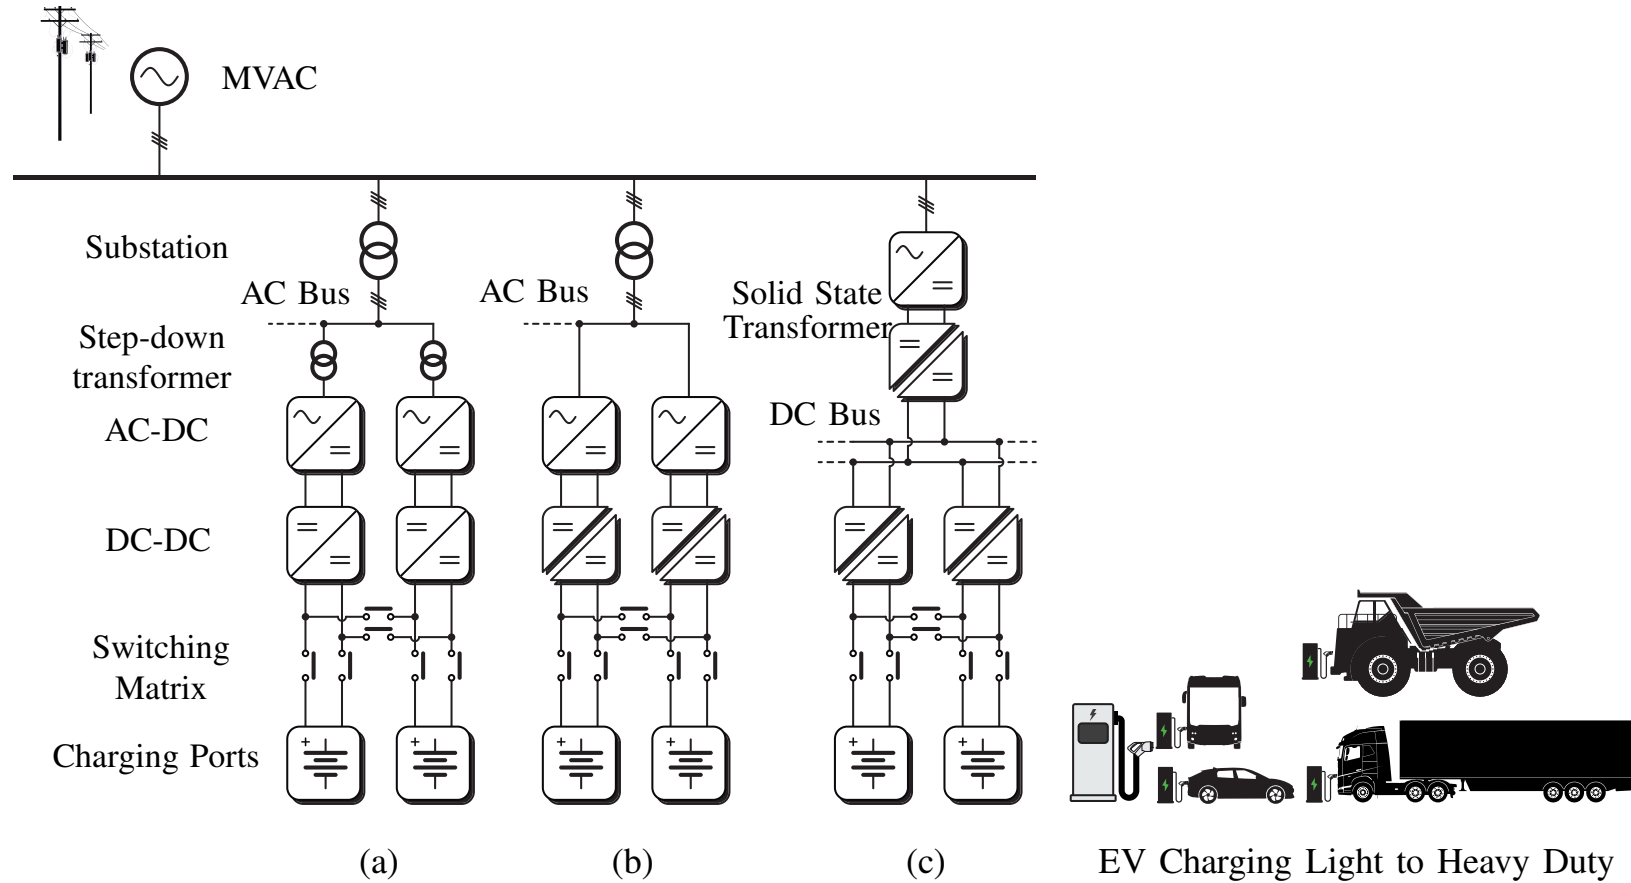 MVAC
Substation
AC Bus
AC Bus
Solid State
Transformer
Step-down
transformer
AC-DC
DC Bus
DC-DC
Switching
Matrix
Charging Ports
+
+
+
+
+
+
(a)
(b)
(c)
EV Charging Light to Heavy Duty